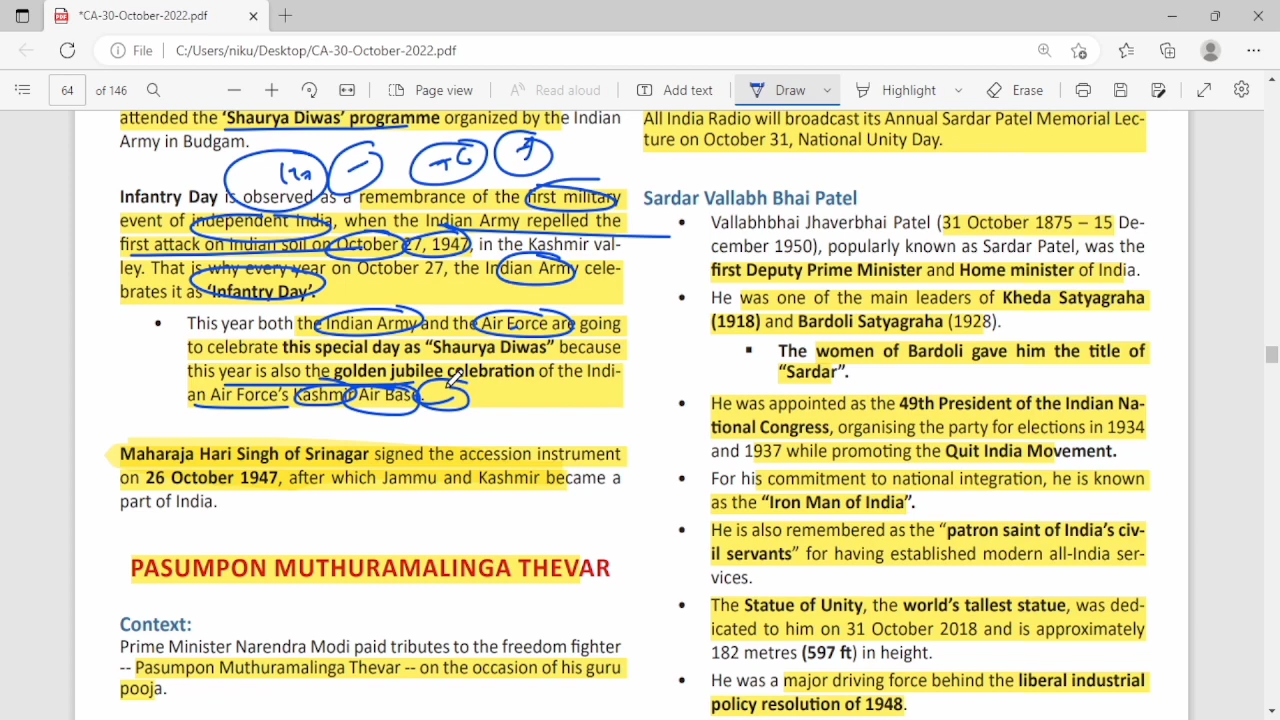 *CA-30-October-2022.pdf
File
C:/Users/niku/Desktop/CA-30-October-2022.pdf
64 of 146
Page view
Read aloud
Add text
Draw
Highlight
Erase
attended the ‘Shaurya Diwas’ programme organized by the Indian
Army in Budgam.
Infantry Day is observed as a remembrance of the first military
event of independent India, when the Indian Army repelled the
first attack on Indian soil on October 27, 1947, in the Kashmir val-
ley. That is why every year on October 27, the Indian Army cele-
brates it as ‘Infantry Day’.
This year both the Indian Army and the Air Force are going
to celebrate this special day as “Shaurya Diwas” because
this year is also the golden jubilee celebration of the Indi-
an Air Force’s Kashmir Air Base.
Maharaja Hari Singh of Srinagar signed the accession instrument
on 26 October 1947, after which Jammu and Kashmir became a
part of India.
PASUMPON MUTHURAMALINGA THEVAR
Context:
Prime Minister Narendra Modi paid tributes to the freedom fighter
-- Pasumpon Muthuramalinga Thevar -- on the occasion of his guru
pooja.
All India Radio will broadcast its Annual Sardar Patel Memorial Lec-
ture on October 31, National Unity Day.
Sardar Vallabh Bhai Patel
Vallabhbhai Jhaverbhai Patel (31 October 1875 – 15 De-
cember 1950), popularly known as Sardar Patel, was the
first Deputy Prime Minister and Home minister of India.
He was one of the main leaders of Kheda Satyagraha
(1918) and Bardoli Satyagraha (1928).
The women of Bardoli gave him the title of
“Sardar”.
He was appointed as the 49th President of the Indian Na-
tional Congress, organising the party for elections in 1934
and 1937 while promoting the Quit India Movement.
For his commitment to national integration, he is known
as the “Iron Man of India”.
He is also remembered as the “patron saint of India’s civ-
il servants” for having established modern all-India ser-
vices.
The Statue of Unity, the world’s tallest statue, was ded-
icated to him on 31 October 2018 and is approximately
182 metres (597 ft) in height.
He was a major driving force behind the liberal industrial
policy resolution of 1948.